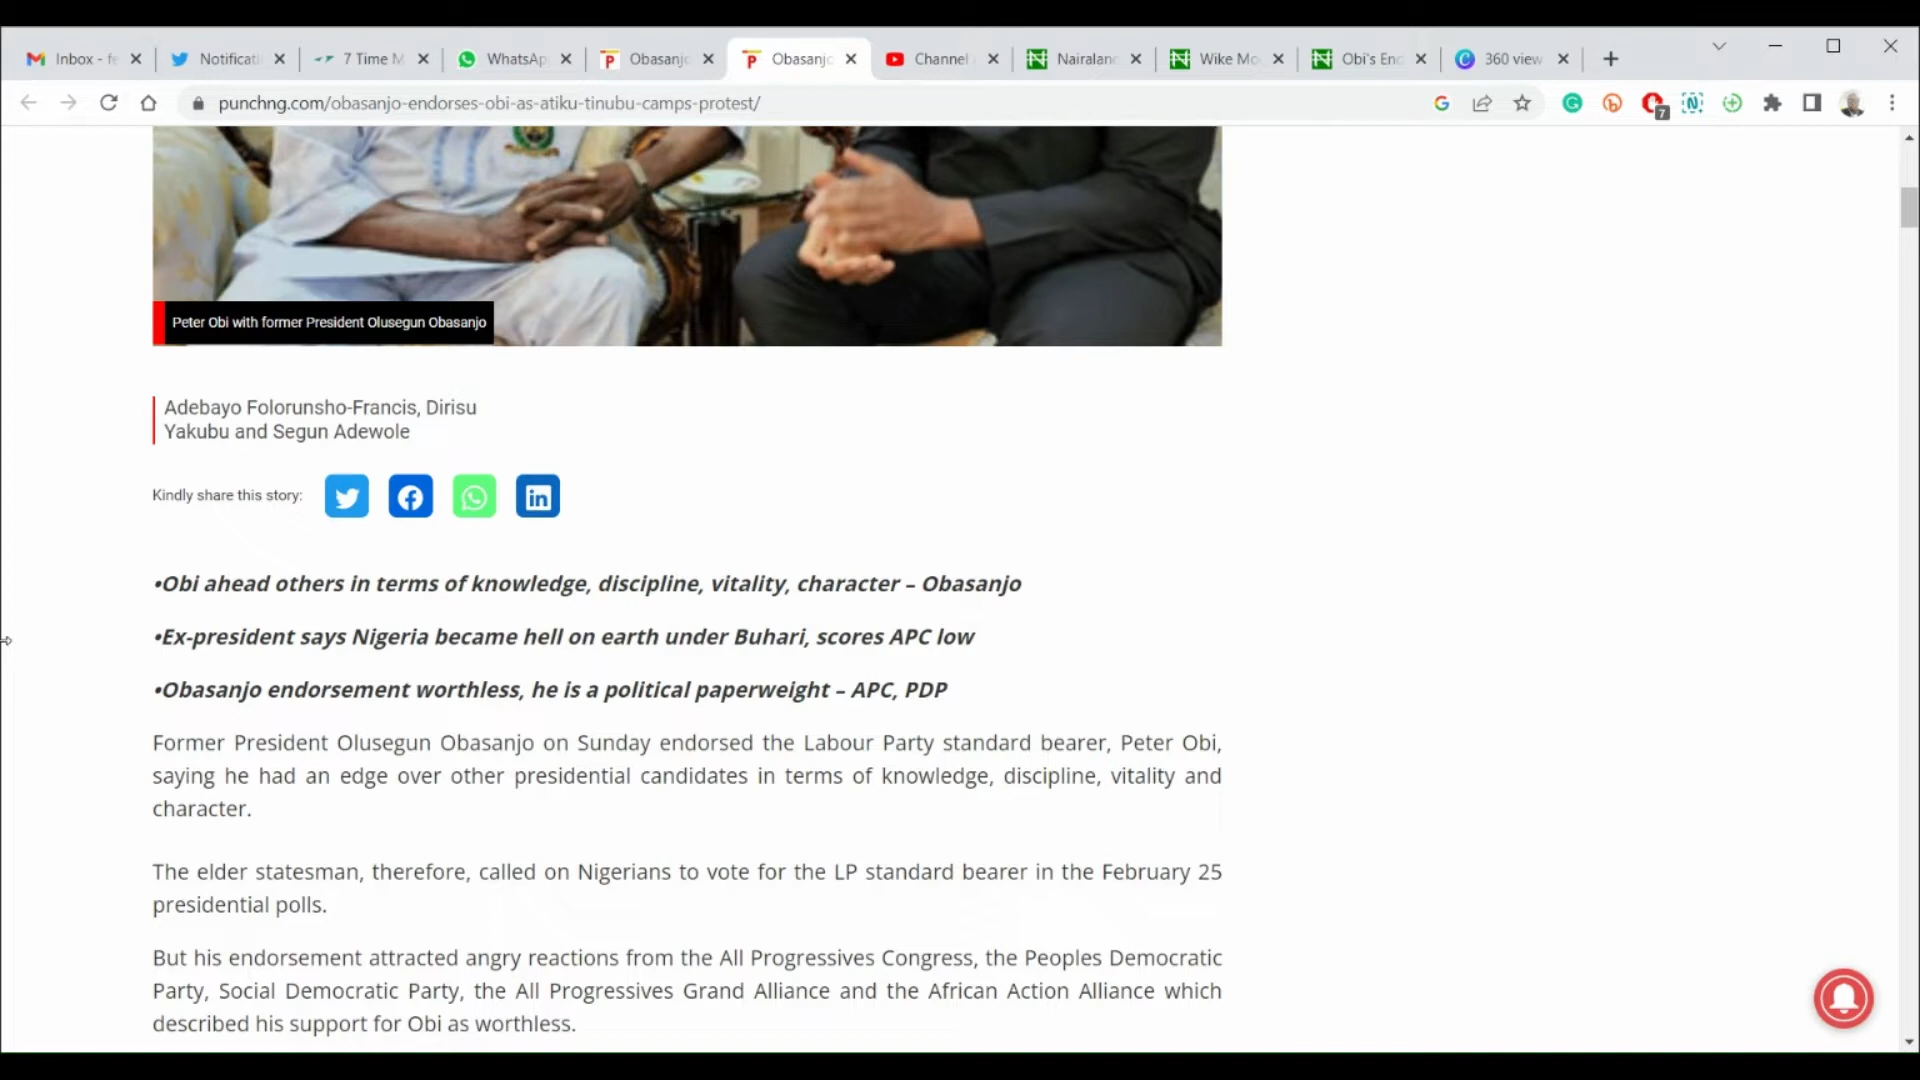 Inbox - fe
Notificati
7 Time M
WhatsAp
Obasanjo
Obasanjo
Channel
Nairalan
Wike Mo
Obi's End
360 view
punchng.com/obasanjo-endorses-obi-as-atiku-tinubu-camps-protest/
7
Peter Obi with former President Olusegun Obasanjo
Adebayo Folorunsho-Francis, Dirisu
Yakubu and Segun Adewole
Kindly share this story:
•Obi ahead others in terms of knowledge, discipline, vitality, character – Obasanjo
•Ex-president says Nigeria became hell on earth under Buhari, scores APC low
•Obasanjo endorsement worthless, he is a political paperweight – APC, PDP
Former President Olusegun Obasanjo on Sunday endorsed the Labour Party standard bearer, Peter Obi,
saying he had an edge over other presidential candidates in terms of knowledge, discipline, vitality and
character.
The elder statesman, therefore, called on Nigerians to vote for the LP standard bearer in the February 25
presidential polls.
But his endorsement attracted angry reactions from the All Progressives Congress, the Peoples Democratic
Party, Social Democratic Party, the All Progressives Grand Alliance and the African Action Alliance which
described his support for Obi as worthless.